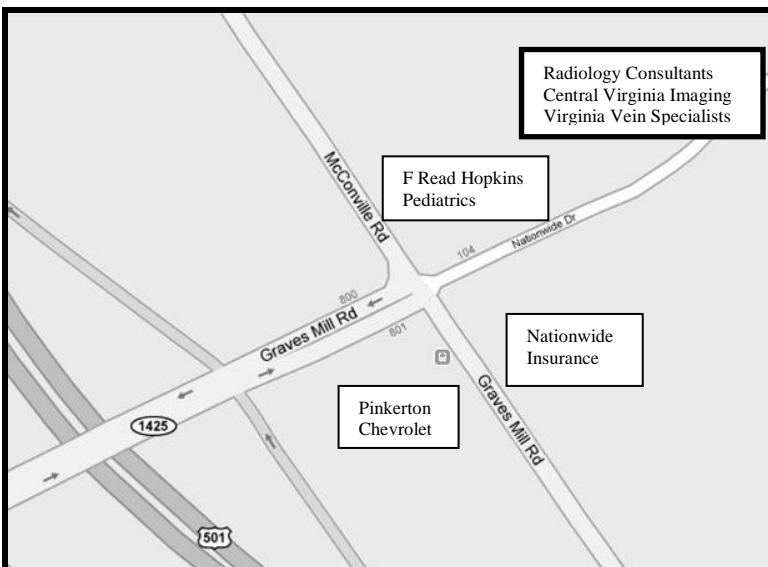 Radiology Consultants
Central Virginia Imaging
Virginia Vein Specialists
McConville Rd
F Read Hopkins
Pediatrics
104
Nationwide Dr
800
Graves Mill Rd
801
Nationwide
Insurance
Pinkerton
Chevrolet
Graves Mill Rd
1425
501